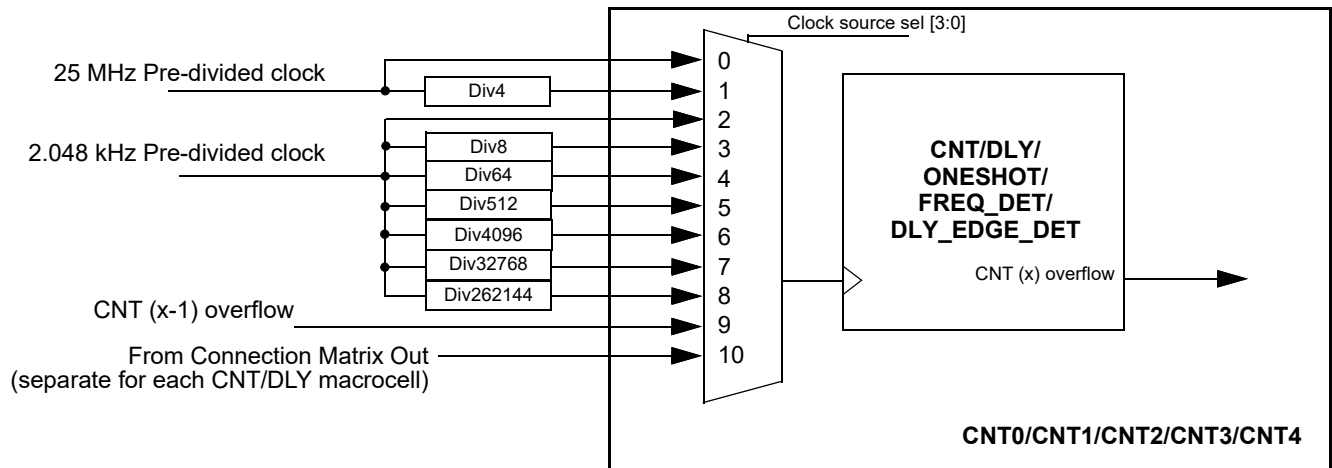 Clock source sel [3:0]
25 MHz Pre-divided clock
0
Div4
1
2
2.048 kHz Pre-divided clock
Div8
3
Div64
4
Div512
5
Div4096
6
Div32768
7
Div262144
8
CNT (x-1) overflow
9
From Connection Matrix Out
(separate for each CNT/DLY macrocell)
10
CNT/DLY/
ONESHOT/
FREQ_DET/
DLY_EDGE_DET
CNT (x) overflow
CNT0/CNT1/CNT2/CNT3/CNT4